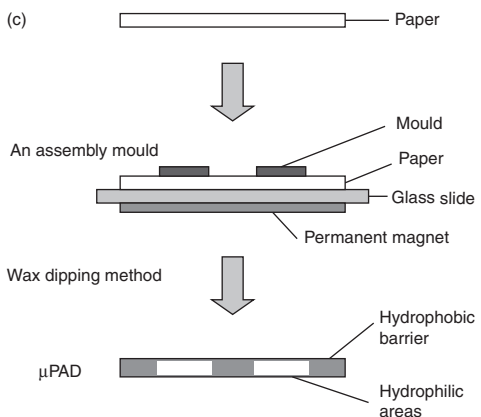 (c)
Paper
Mould
An assembly mould
Paper
Glass slide
Permanent magnet
Wax dipping method
Hydrophobic
barrier
μPAD
Hydrophilic
areas